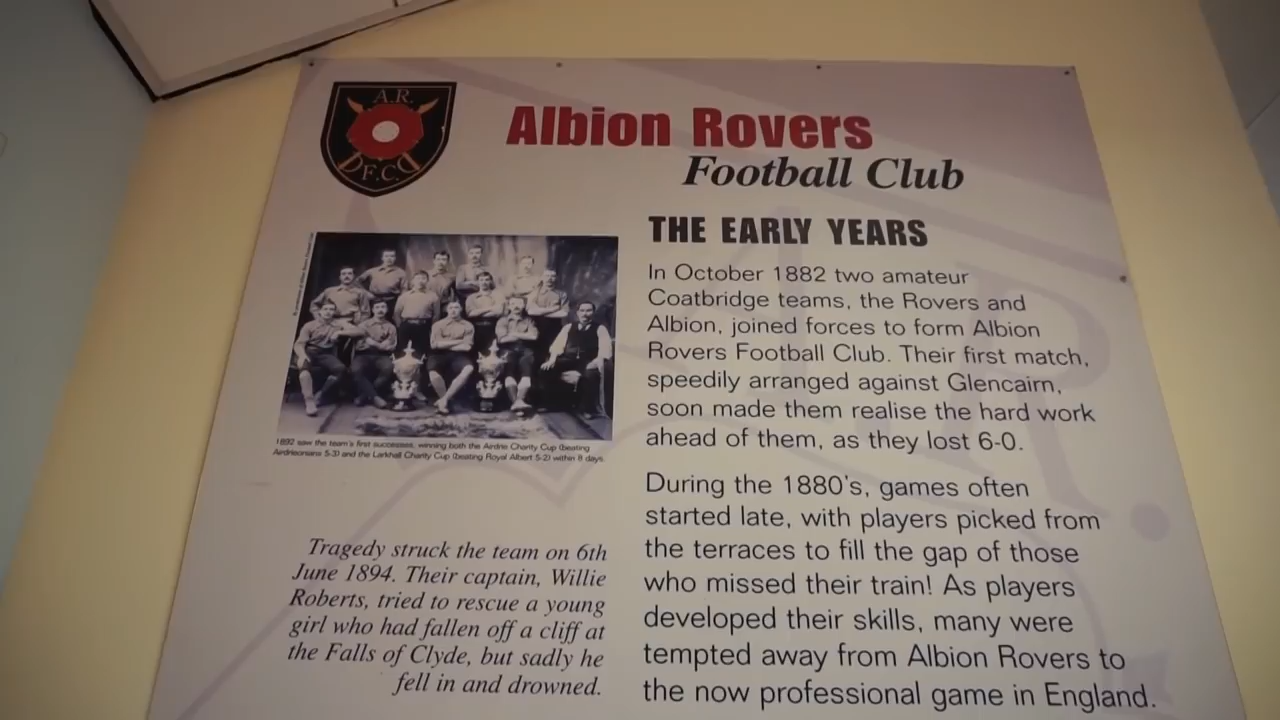 A.R.
F.C.
Albion Rovers
Football Club
THE EARLY YEARS
In October 1882 two amateur
Coatbridge teams, the Rovers and
Albion, joined forces to form Albion
Rovers Football Club. Their first match,
speedily arranged against Glencairn,
soon made them realise the hard work
ahead of them, as they lost 6-0.
During the 1880's, games often
started late, with players picked from
the terraces to fill the gap of those
who missed their train! As players
developed their skills, many were
tempted away from Albion Rovers to
the now professional game in England.
1892 saw the team's first successes, winning both the Airdrie Charity Cup (beating
Airdrieonians 5-3) and the Larkhall Charity Cup (beating Royal Albert 5-2) within 8 days.
Tragedy struck the team on 6th
June 1894. Their captain, Willie
Roberts, tried to rescue a young
girl who had fallen off a cliff at
the Falls of Clyde, but sadly he
fell in and drowned.